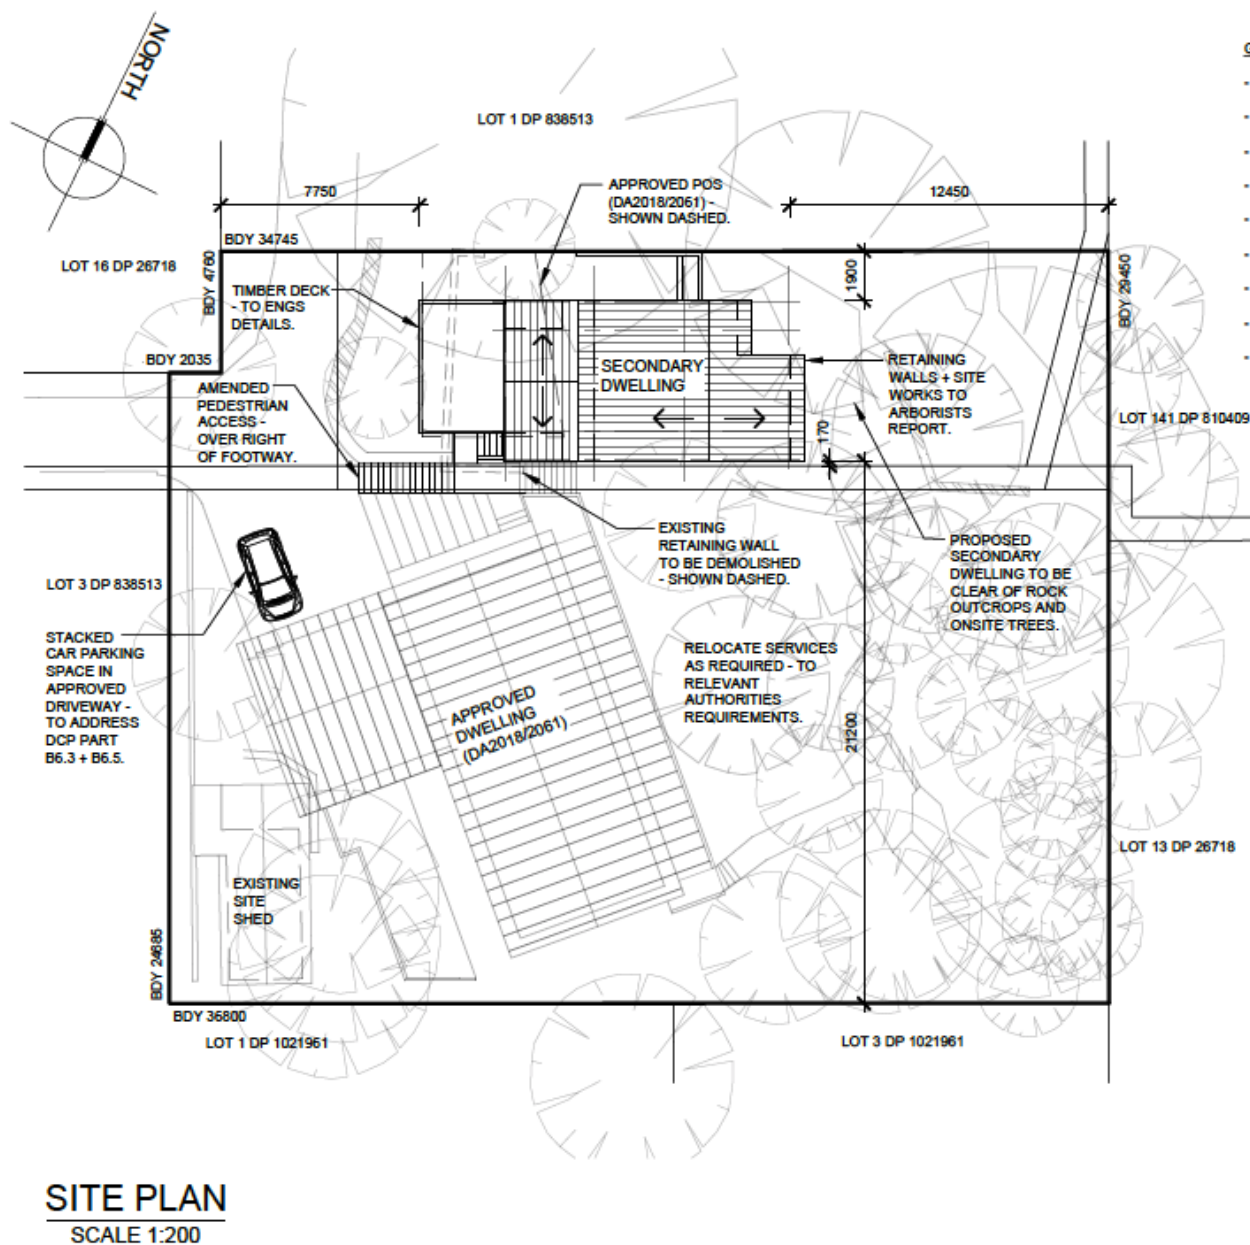 NORTH
LOT 1 DP 838513
7750
APPROVED POS
(DA2018/2061) -
SHOWN DASHED.
12450
BDY 34745
LOT 16 DP 26718
BDY 4760
TIMBER DECK
- TO ENGS
DETAILS.
1900
BDY 29450
BDY 2035
SECONDARY
DWELLING
RETAINING
WALLS + SITE
WORKS TO
ARBORISTS
REPORT.
AMENDED
PEDESTRIAN
ACCESS -
OVER RIGHT
OF FOOTWAY.
170
LOT 141 DP 810409
EXISTING
RETAINING WALL
TO BE DEMOLISHED
- SHOWN DASHED.
PROPOSED
SECONDARY
DWELLING TO BE
CLEAR OF ROCK
OUTCROPS AND
ONSITE TREES.
LOT 3 DP 838513
STACKED
CAR PARKING
SPACE IN
APPROVED
DRIVEWAY -
TO ADDRESS
DCP PART
B6.3 + B6.5.
RELOCATE SERVICES
AS REQUIRED - TO
RELEVANT
AUTHORITIES
REQUIREMENTS.
APPROVED
DWELLING
(DA2018/2061)
21200
LOT 13 DP 26718
EXISTING
SITE
SHED
BDY 24685
BDY 36800
LOT 1 DP 1021961
LOT 3 DP 1021961
SITE PLAN
SCALE 1:200